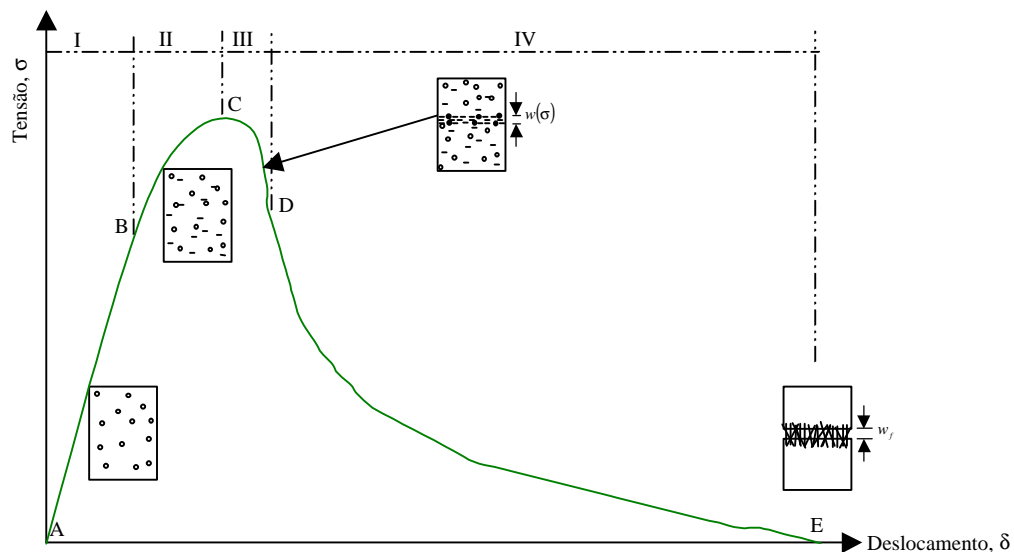 I II III IV
Tensão, σ
C
w(σ)
D
B
w_f
A
E
Deslocamento, δ